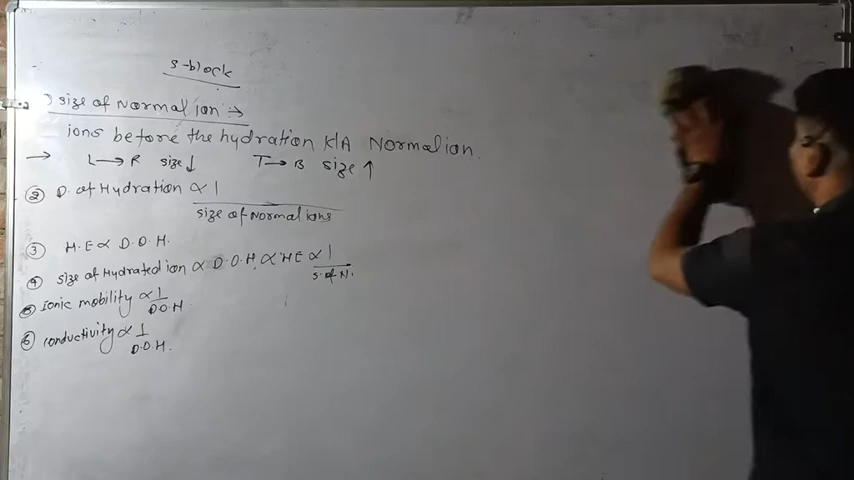 s-block
1) size of Normal ion :→
ions before the hydration K/A Normal ion.
→ L → R size ↓ T → B size ↑
② D. of Hydration ∝ 1
size of Normal ions
③ H.E ∝ D.O.H.
④ size of Hydrated ion ∝ D.O.H. ∝ HE ∝ 1
S. of N.
⑤ Ionic mobility ∝ 1
D.O.H
⑥ conductivity ∝ 1
D.O.H.